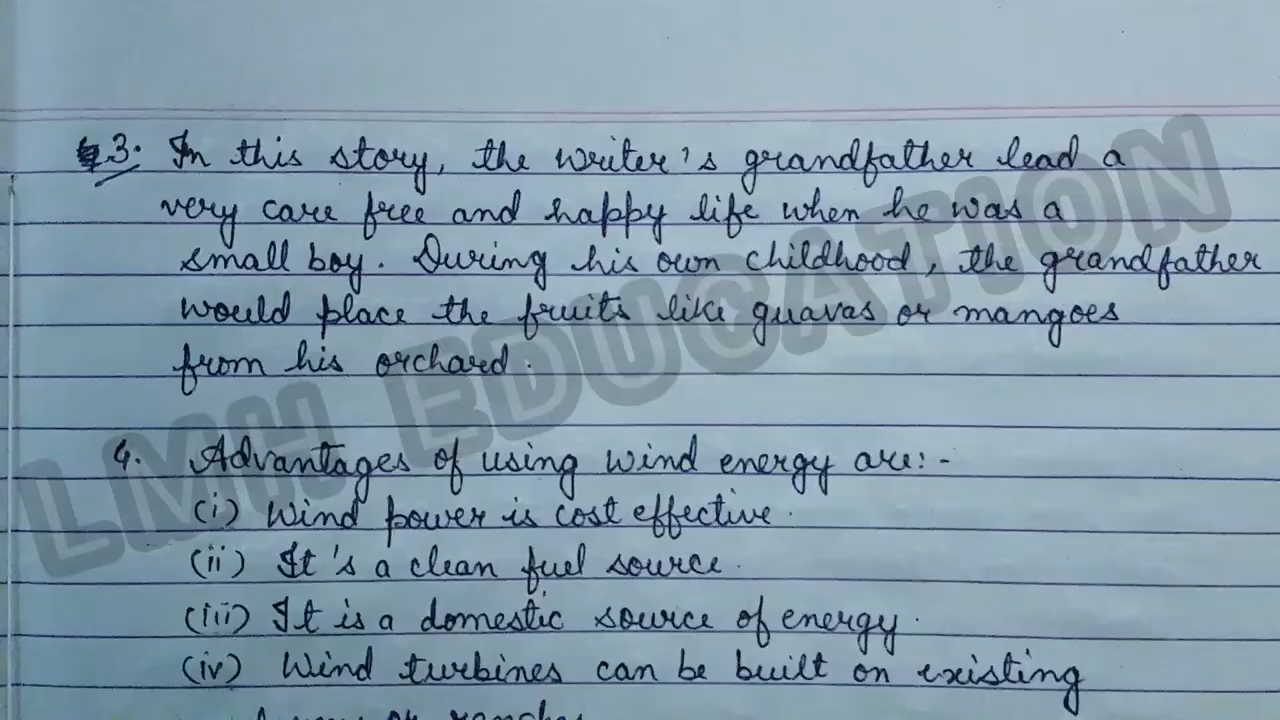 3. In this story, the writer's grandfather lead a
very care free and happy life when he was a
small boy. During his own childhood, the grandfather
would place the fruits like guavas or mangoes
from his orchard.
4. Advantages of using wind energy are:-
(i) Wind power is cost effective.
(ii) It's a clean fuel source.
(iii) It is a domestic source of energy.
(iv) Wind turbines can be built on existing
or ranches
LMH EDUCATION